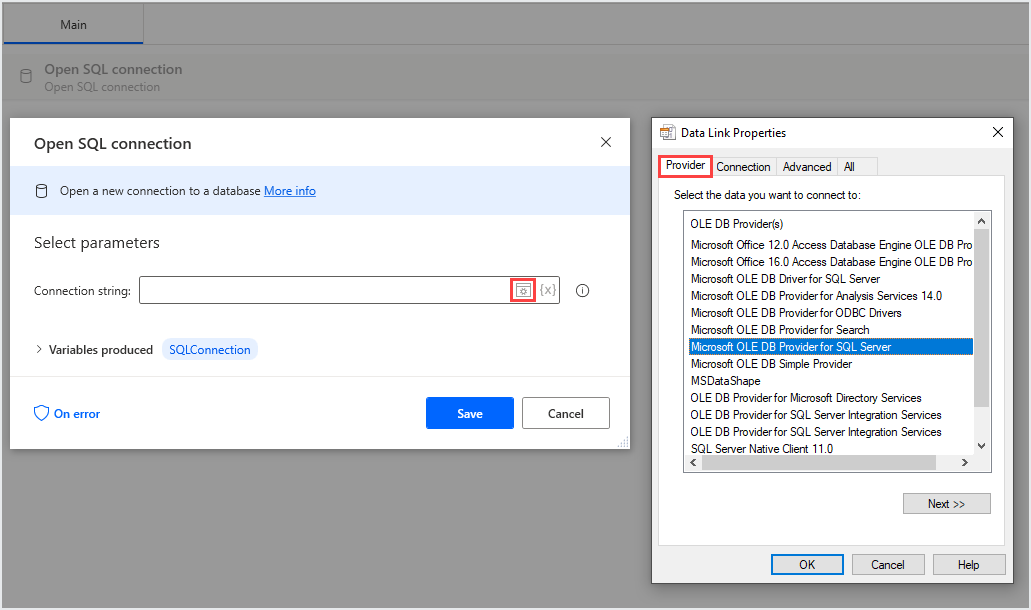 Main
Open SQL connection
Open SQL connection
Open SQL connection
Open a new connection to a database More info
Select parameters
Connection string:
{x}
Variables produced SQLConnection
On error
Save Cancel
Data Link Properties
Provider Connection Advanced All
Select the data you want to connect to:
OLE DB Provider(s)
Microsoft Office 12.0 Access Database Engine OLE DB Pro
Microsoft Office 16.0 Access Database Engine OLE DB Pro
Microsoft OLE DB Driver for SQL Server
Microsoft OLE DB Provider for Analysis Services 14.0
Microsoft OLE DB Provider for ODBC Drivers
Microsoft OLE DB Provider for Search
Microsoft OLE DB Provider for SQL Server
Microsoft OLE DB Simple Provider
MSDataShape
OLE DB Provider for Microsoft Directory Services
OLE DB Provider for SQL Server Integration Services
OLE DB Provider for SQL Server Integration Services
SQL Server Native Client 11.0
Next >>
OK Cancel Help